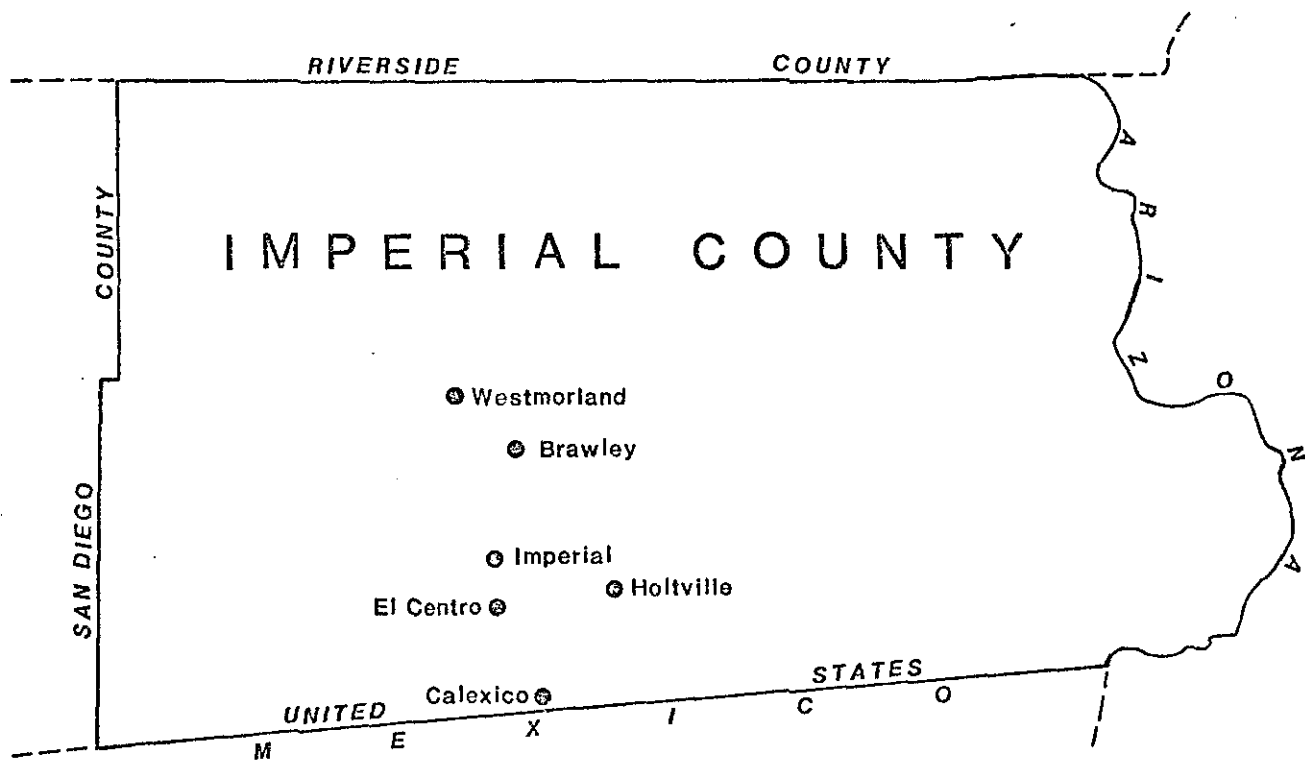 RIVERSIDE COUNTY
SAN DIEGO COUNTY
ARIZONA
IMPERIAL COUNTY
Westmorland
Brawley
Imperial
Holtville
El Centro
Calexico
UNITED STATES
MEXICO